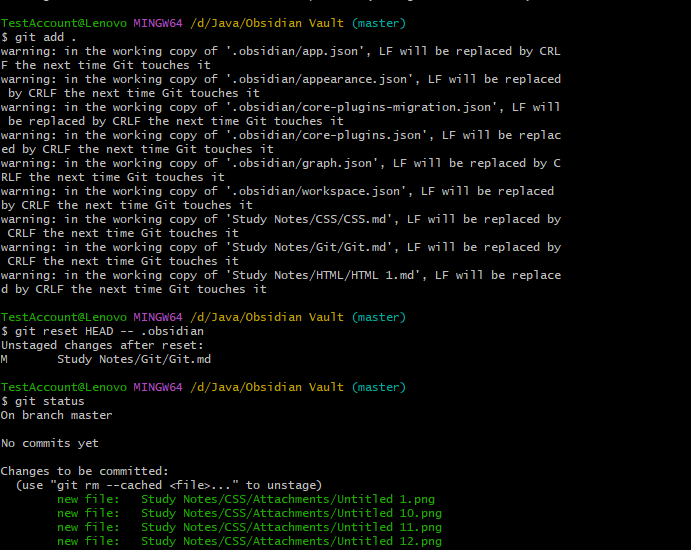 TestAccount@Lenovo MINGW64 /d/Java/Obsidian Vault (master)
$ git add .
warning: in the working copy of '.obsidian/app.json', LF will be replaced by CRL
F the next time Git touches it
warning: in the working copy of '.obsidian/appearance.json', LF will be replaced
 by CRLF the next time Git touches it
warning: in the working copy of '.obsidian/core-plugins-migration.json', LF will
 be replaced by CRLF the next time Git touches it
warning: in the working copy of '.obsidian/core-plugins.json', LF will be replac
ed by CRLF the next time Git touches it
warning: in the working copy of '.obsidian/graph.json', LF will be replaced by C
RLF the next time Git touches it
warning: in the working copy of '.obsidian/workspace.json', LF will be replaced
by CRLF the next time Git touches it
warning: in the working copy of 'Study Notes/CSS/CSS.md', LF will be replaced by
 CRLF the next time Git touches it
warning: in the working copy of 'Study Notes/Git/Git.md', LF will be replaced by
 CRLF the next time Git touches it
warning: in the working copy of 'Study Notes/HTML/HTML 1.md', LF will be replace
d by CRLF the next time Git touches it

TestAccount@Lenovo MINGW64 /d/Java/Obsidian Vault (master)
$ git reset HEAD -- .obsidian
Unstaged changes after reset:
M       Study Notes/Git/Git.md

TestAccount@Lenovo MINGW64 /d/Java/Obsidian Vault (master)
$ git status
On branch master

No commits yet

Changes to be committed:
  (use "git rm --cached <file>..." to unstage)
        new file:   Study Notes/CSS/Attachments/Untitled 1.png
        new file:   Study Notes/CSS/Attachments/Untitled 10.png
        new file:   Study Notes/CSS/Attachments/Untitled 11.png
        new file:   Study Notes/CSS/Attachments/Untitled 12.png